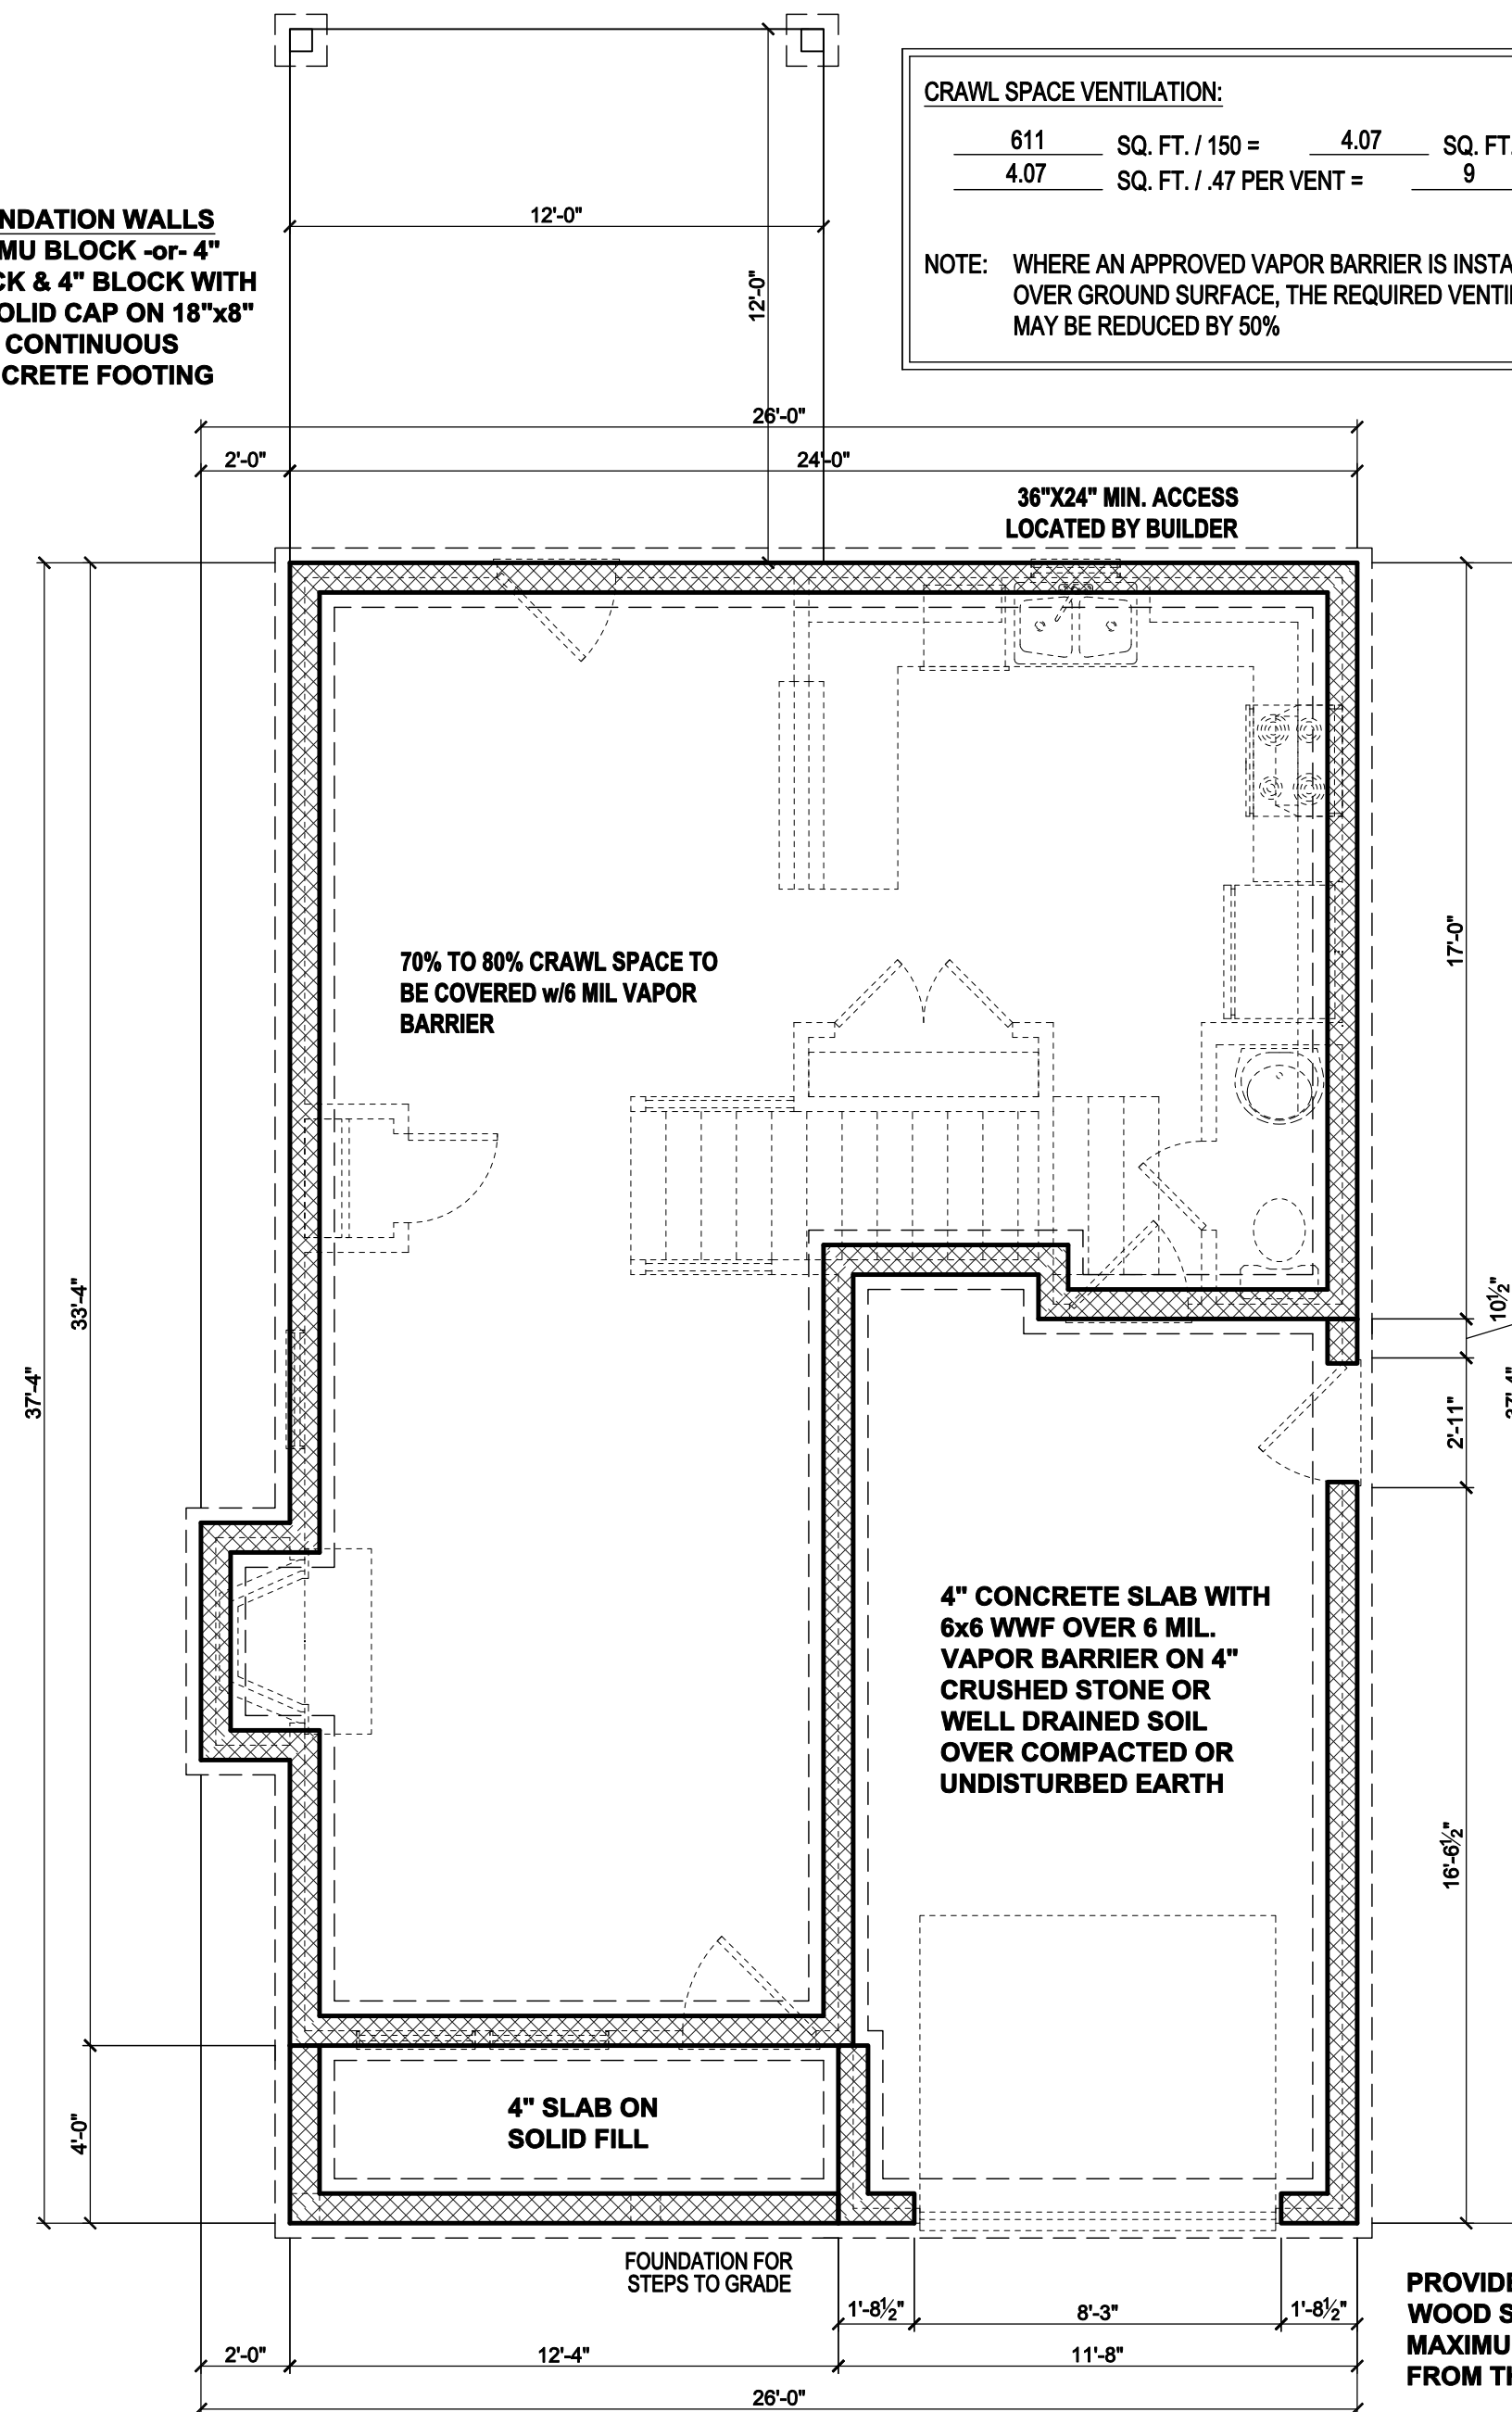 CRAWL SPACE VENTILATION:
611 SQ. FT. / 150 = 4.07 SQ. FT.
4.07 SQ. FT. / .47 PER VENT = 9
NOTE: WHERE AN APPROVED VAPOR BARRIER IS INSTA
OVER GROUND SURFACE, THE REQUIRED VENTI
MAY BE REDUCED BY 50%
NDATION WALLS
MU BLOCK -or- 4"
CK & 4" BLOCK WITH
OLID CAP ON 18"x8"
CONTINUOUS
CRETE FOOTING
12'-0"
12'-0"
26'-0"
2'-0"
24'-0"
36"X24" MIN. ACCESS
LOCATED BY BUILDER
70% TO 80% CRAWL SPACE TO
BE COVERED w/6 MIL VAPOR
BARRIER
17'-0"
33'-4"
37'-4"
10½"
37'-4"
2'-11"
4" CONCRETE SLAB WITH
6x6 WWF OVER 6 MIL.
VAPOR BARRIER ON 4"
CRUSHED STONE OR
WELL DRAINED SOIL
OVER COMPACTED OR
UNDISTURBED EARTH
16'-6½"
4'-0"
4" SLAB ON
SOLID FILL
FOUNDATION FOR
STEPS TO GRADE
1'-8½"
8'-3"
1'-8½"
2'-0"
12'-4"
11'-8"
26'-0"
PROVIDE
WOOD S
MAXIMU
FROM TH